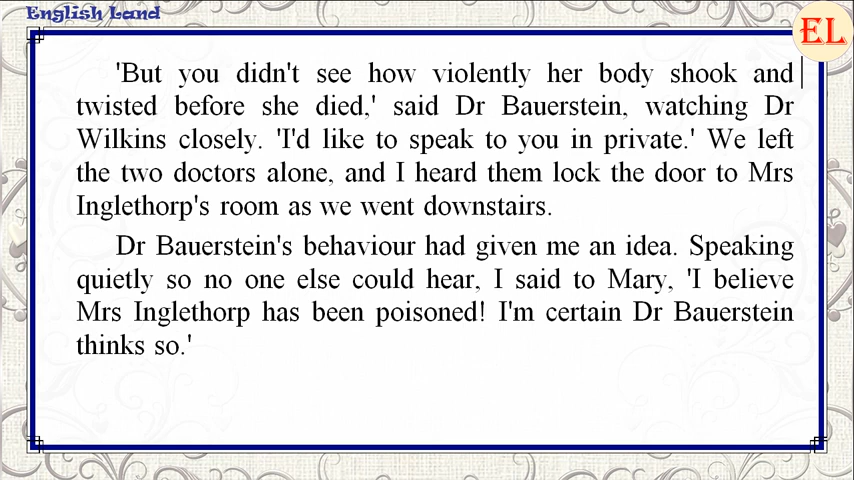 English Land
EL
'But you didn't see how violently her body shook and
twisted before she died,' said Dr Bauerstein, watching Dr
Wilkins closely. 'I'd like to speak to you in private.' We left
the two doctors alone, and I heard them lock the door to Mrs
Inglethorp's room as we went downstairs.
Dr Bauerstein's behaviour had given me an idea. Speaking
quietly so no one else could hear, I said to Mary, 'I believe
Mrs Inglethorp has been poisoned! I'm certain Dr Bauerstein
thinks so.'